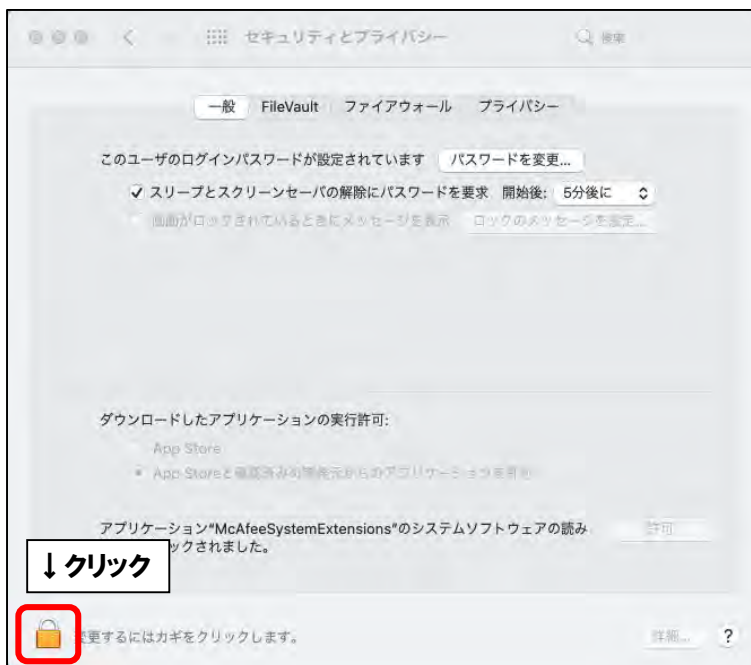 セキュリティとプライバシー 検索
一般 FileVault ファイアウォール プライバシー
このユーザのログインパスワードが設定されています パスワードを変更...
スリープとスクリーンセーバの解除にパスワードを要求 開始後: 5分後に
画面がロックされているときにメッセージを表示 ロックのメッセージを設定...
ダウンロードしたアプリケーションの実行許可:
App Store
App Storeと確認済みの開発元からのアプリケーションを許可
アプリケーション“McAfeeSystemExtensions”のシステムソフトウェアの読み 許可
ックされました。
↓クリック
変更するにはカギをクリックします。 詳細... ?